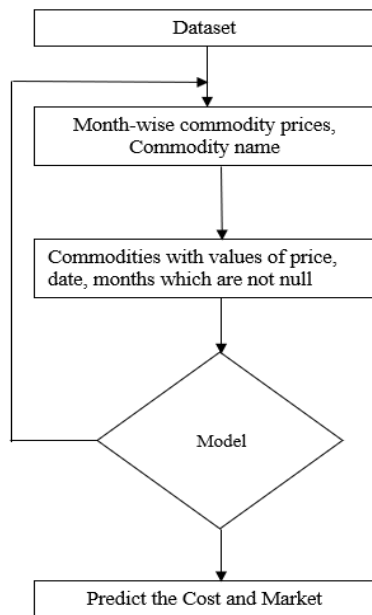 Dataset
Month-wise commodity prices,
Commodity name
Commodities with values of price,
date, months which are not null
Model
Predict the Cost and Market